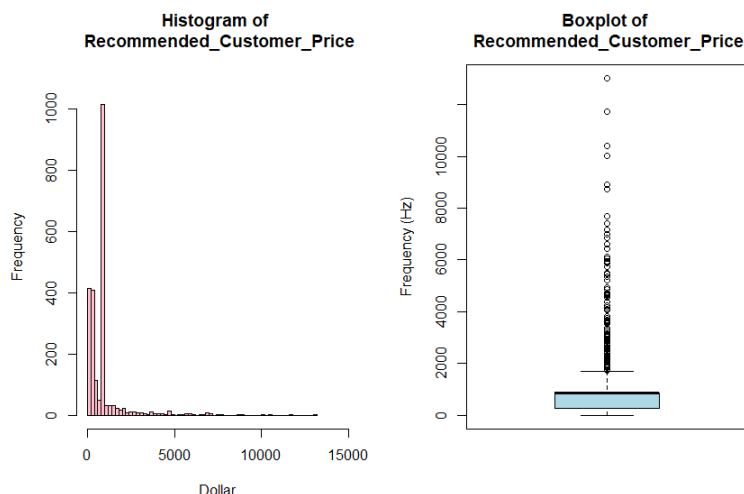 Histogram of
Recommended_Customer_Price
Frequency
0
200
400
600
800
1000
0
5000
10000
15000
Dollar
Boxplot of
Recommended_Customer_Price
Frequency (Hz)
0
2000
4000
6000
8000
10000